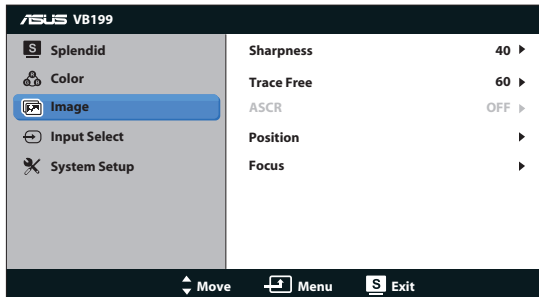 ASUS VB199
S Splendid
Color
Image
Input Select
System Setup
Sharpness 40
Trace Free 60
ASCR OFF
Position
Focus
Move Menu S Exit